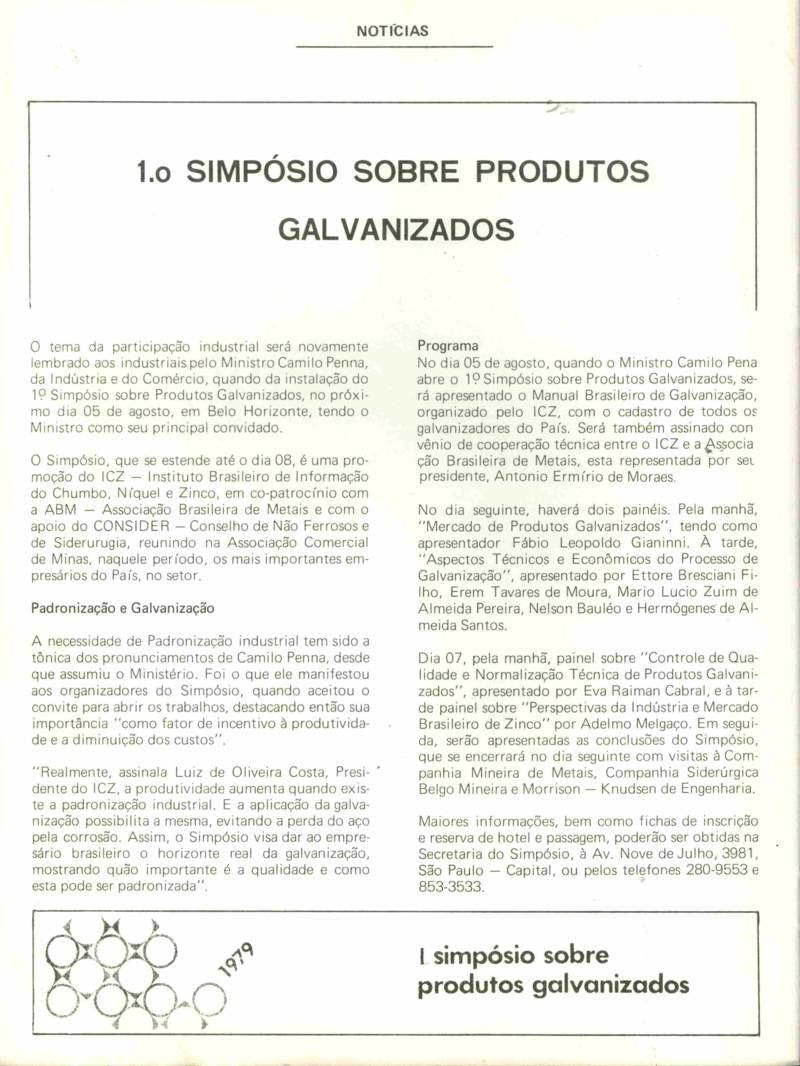 NOTÍCIAS
1.o SIMPÓSIO SOBRE PRODUTOS
GALVANIZADOS
O tema da participação industrial será novamente
lembrado aos industriais pelo Ministro Camilo Penna,
da Indústria e do Comércio, quando da instalação do
1º Simpósio sobre Produtos Galvanizados, no próxi-
mo dia 05 de agosto, em Belo Horizonte, tendo o
Ministro como seu principal convidado.
O Simpósio, que se estende até o dia 08, é uma pro-
moção do ICZ — Instituto Brasileiro de Informação
do Chumbo, Níquel e Zinco, em co-patrocínio com
a ABM — Associação Brasileira de Metais e com o
apoio do CONSIDER — Conselho de Não Ferrosos e
de Siderurugia, reunindo na Associação Comercial
de Minas, naquele período, os mais importantes em-
presários do País, no setor.
Padronização e Galvanização
A necessidade de Padronização industrial tem sido a
tônica dos pronunciamentos de Camilo Penna, desde
que assumiu o Ministério. Foi o que ele manifestou
aos organizadores do Simpósio, quando aceitou o
convite para abrir os trabalhos, destacando então sua
importância "como fator de incentivo à produtivida-
de e a diminuição dos custos".
"Realmente, assinala Luiz de Oliveira Costa, Presi-
dente do ICZ, a produtividade aumenta quando exis-
te a padronização industrial. E a aplicação da galva-
nização possibilita a mesma, evitando a perda do aço
pela corrosão. Assim, o Simpósio visa dar ao empre-
sário brasileiro o horizonte real da galvanização,
mostrando quão importante é a qualidade e como
esta pode ser padronizada".
Programa
No dia 05 de agosto, quando o Ministro Camilo Pena
abre o 1º Simpósio sobre Produtos Galvanizados, se-
rá apresentado o Manual Brasileiro de Galvanização,
organizado pelo ICZ, com o cadastro de todos os
galvanizadores do País. Será também assinado con
vênio de cooperação técnica entre o ICZ e a Associa
ção Brasileira de Metais, esta representada por seu
presidente, Antonio Ermírio de Moraes.
No dia seguinte, haverá dois painéis. Pela manhã,
"Mercado de Produtos Galvanizados", tendo como
apresentador Fábio Leopoldo Gianinni. À tarde,
"Aspectos Técnicos e Econômicos do Processo de
Galvanização", apresentado por Ettore Bresciani Fi-
lho, Erem Tavares de Moura, Mario Lucio Zuim de
Almeida Pereira, Nelson Bauléo e Hermógenes de Al-
meida Santos.
Dia 07, pela manhã, painel sobre "Controle de Qua-
lidade e Normalização Técnica de Produtos Galvani-
zados", apresentado por Eva Raiman Cabral, e à tar-
de painel sobre "Perspectivas da Indústria e Mercado
Brasileiro de Zinco" por Adelmo Melgaço. Em segui-
da, serão apresentadas as conclusões do Simpósio,
que se encerrará no dia seguinte com visitas à Com-
panhia Mineira de Metais, Companhia Siderúrgica
Belgo Mineira e Morrison — Knudsen de Engenharia.
Maiores informações, bem como fichas de inscrição
e reserva de hotel e passagem, poderão ser obtidas na
Secretaria do Simpósio, à Av. Nove de Julho, 3981,
São Paulo — Capital, ou pelos telefones 280-9553 e
853-3533.
1979
I simpósio sobre
produtos galvanizados